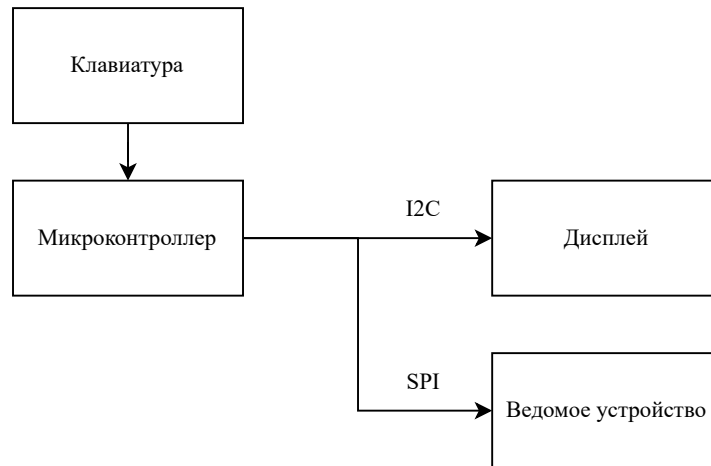 Клавиатура
Микроконтроллер
I2C
Дисплей
SPI
Ведомое устройство